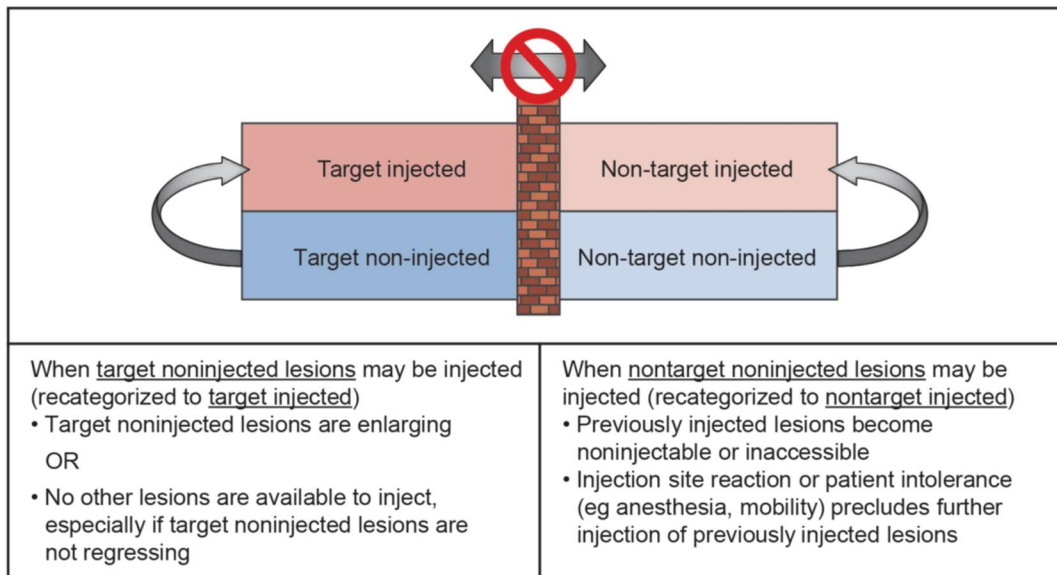 Target injected
Non-target injected
Target non-injected
Non-target non-injected
When target noninjected lesions may be injected
(recategorized to target injected)
• Target noninjected lesions are enlarging
OR
• No other lesions are available to inject,
especially if target noninjected lesions are
not regressing
When nontarget noninjected lesions may be
injected (recategorized to nontarget injected)
• Previously injected lesions become
noninjectable or inaccessible
• Injection site reaction or patient intolerance
(eg anesthesia, mobility) precludes further
injection of previously injected lesions